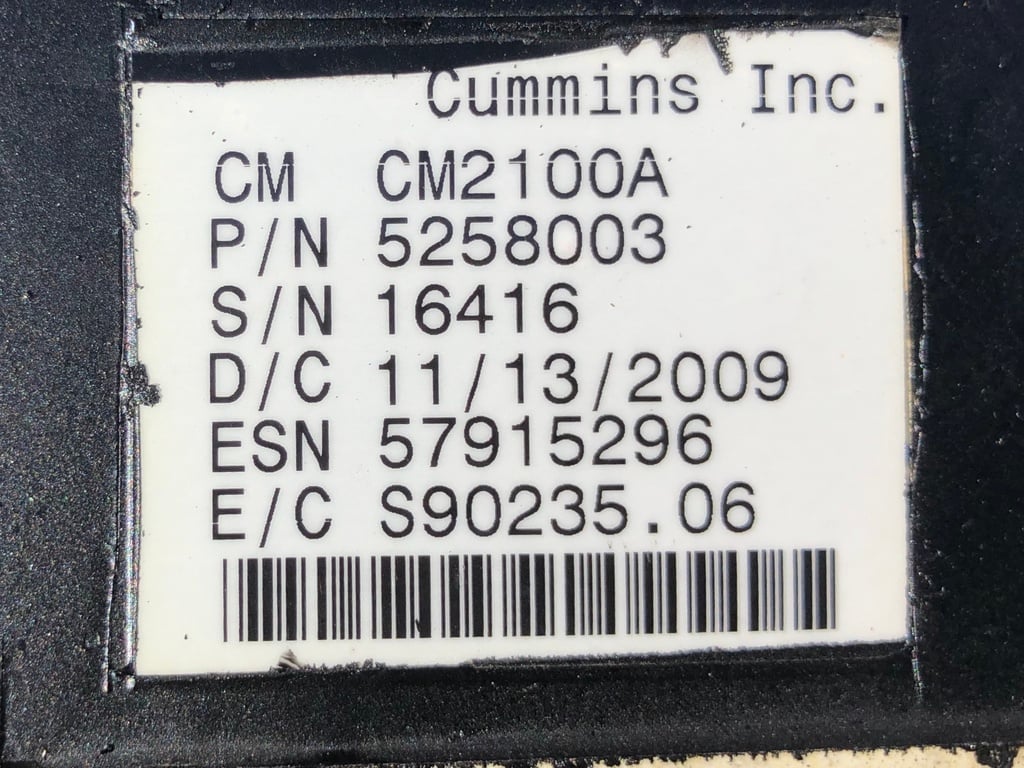 Cummins Inc.
CM CM2100A
P/N 5258003
S/N 16416
D/C 11/13/2009
ESN 57915296
E/C S90235.06